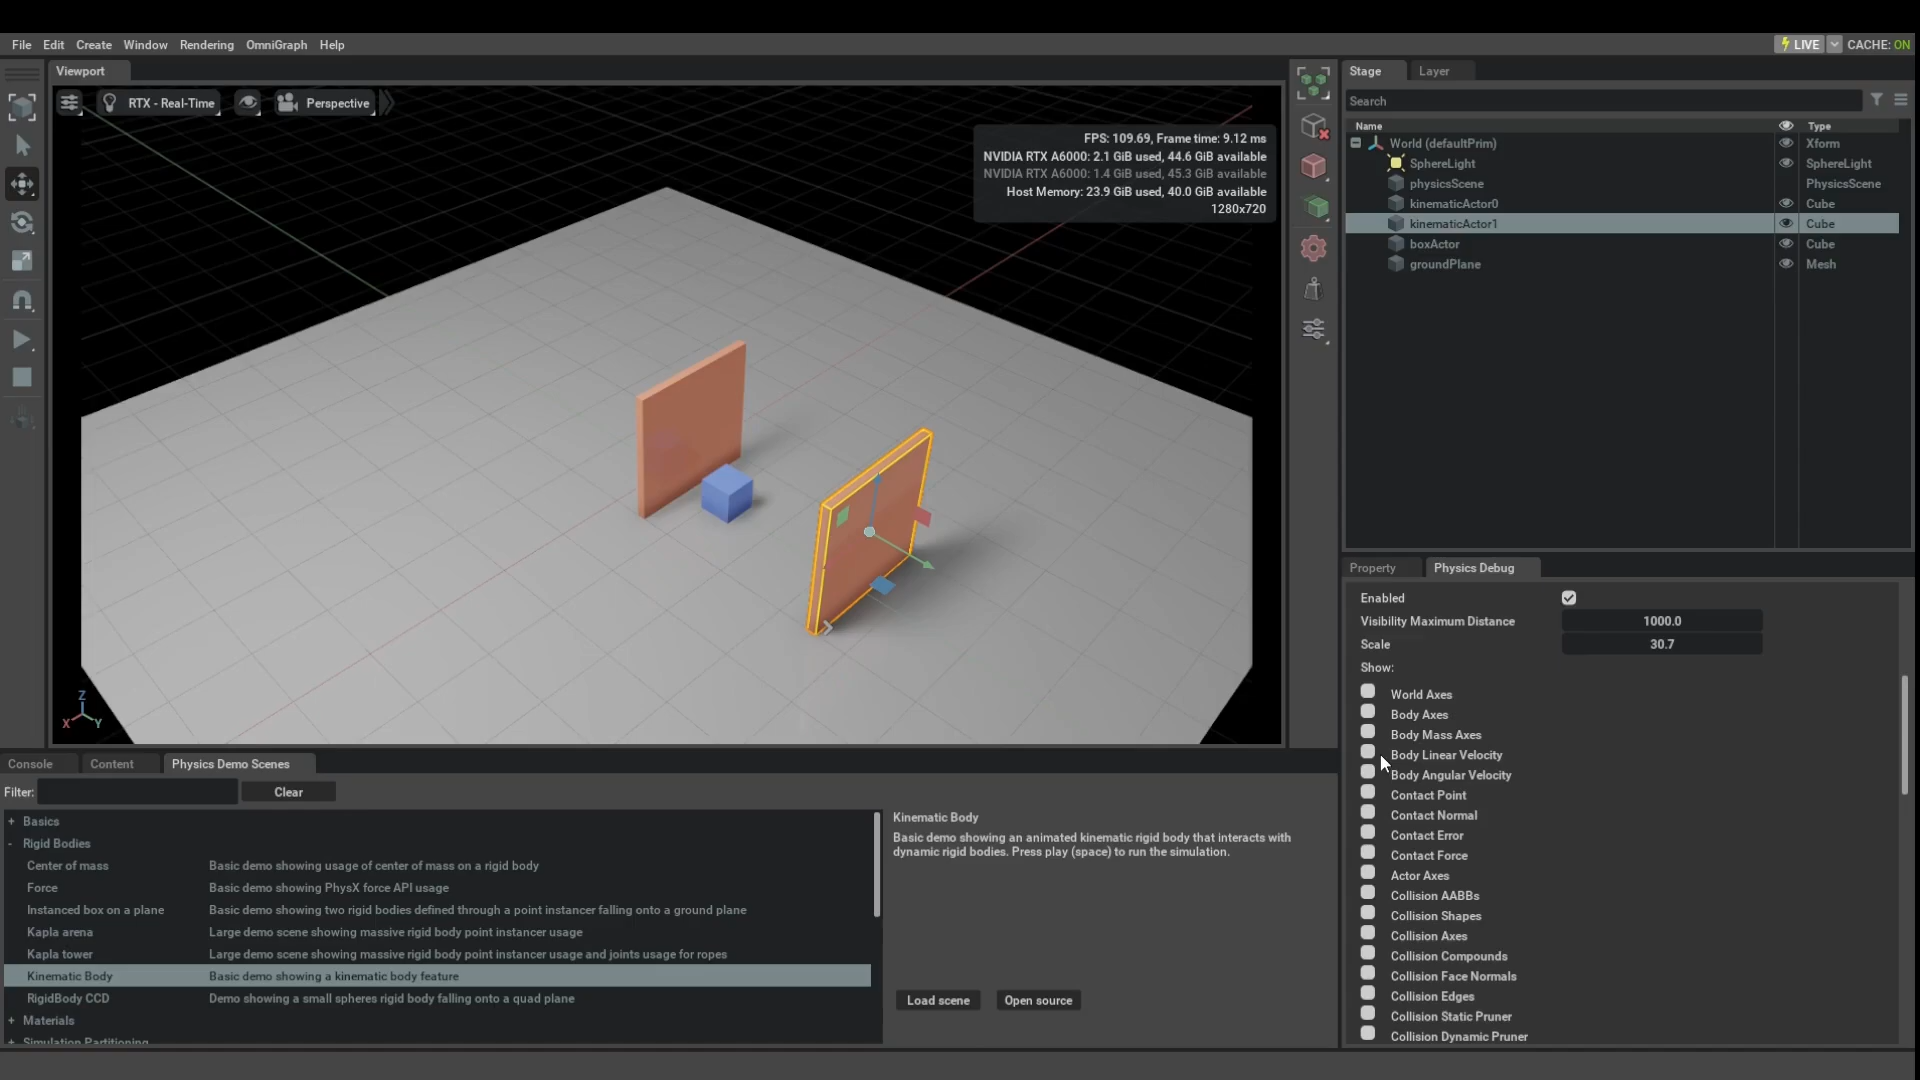 File Edit Create Window Rendering OmniGraph Help
LIVE CACHE: ON
Viewport
RTX - Real-Time Perspective
FPS: 109.69, Frame time: 9.12 ms
NVIDIA RTX A6000: 2.1 GiB used, 44.6 GiB available
NVIDIA RTX A6000: 1.4 GiB used, 45.3 GiB available
Host Memory: 23.9 GiB used, 40.0 GiB available
1280x720
Z
X Y
Stage Layer
Search
Name Type
World (defaultPrim) Xform
SphereLight SphereLight
physicsScene PhysicsScene
kinematicActor0 Cube
kinematicActor1 Cube
boxActor Cube
groundPlane Mesh
Property Physics Debug
Enabled
Visibility Maximum Distance 1000.0
Scale 30.7
Show:
World Axes
Body Axes
Body Mass Axes
Body Linear Velocity
Body Angular Velocity
Contact Point
Contact Normal
Contact Error
Contact Force
Actor Axes
Collision AABBs
Collision Shapes
Collision Axes
Collision Compounds
Collision Face Normals
Collision Edges
Collision Static Pruner
Collision Dynamic Pruner
Console Content Physics Demo Scenes
Filter: Clear
+ Basics
- Rigid Bodies
Center of mass Basic demo showing usage of center of mass on a rigid body
Force Basic demo showing PhysX force API usage
Instanced box on a plane Basic demo showing two rigid bodies defined through a point instancer falling onto a ground plane
Kapla arena Large demo scene showing massive rigid body point instancer usage
Kapla tower Large demo scene showing massive rigid body point instancer usage and joints usage for ropes
Kinematic Body Basic demo showing a kinematic body feature
RigidBody CCD Demo showing a small spheres rigid body falling onto a quad plane
+ Materials
+ Simulation Partitioning
Kinematic Body
Basic demo showing an animated kinematic rigid body that interacts with
dynamic rigid bodies. Press play (space) to run the simulation.
Load scene Open source